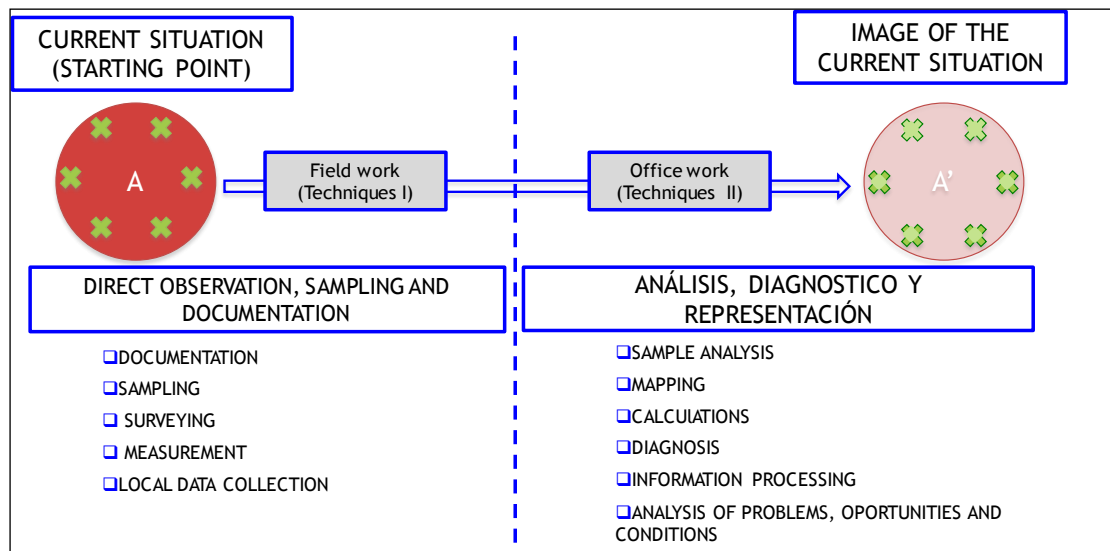 CURRENT SITUATION
(STARTING POINT)
IMAGE OF THE
CURRENT SITUATION
A
Field work
(Techniques I)
Office work
(Techniques II)
A’
DIRECT OBSERVATION, SAMPLING AND
DOCUMENTATION
DOCUMENTATION
SAMPLING
SURVEYING
MEASUREMENT
LOCAL DATA COLLECTION
ANÁLISIS, DIAGNOSTICO Y
REPRESENTACIÓN
SAMPLE ANALYSIS
MAPPING
CALCULATIONS
DIAGNOSIS
INFORMATION PROCESSING
ANALYSIS OF PROBLEMS, OPORTUNITIES AND
CONDITIONS